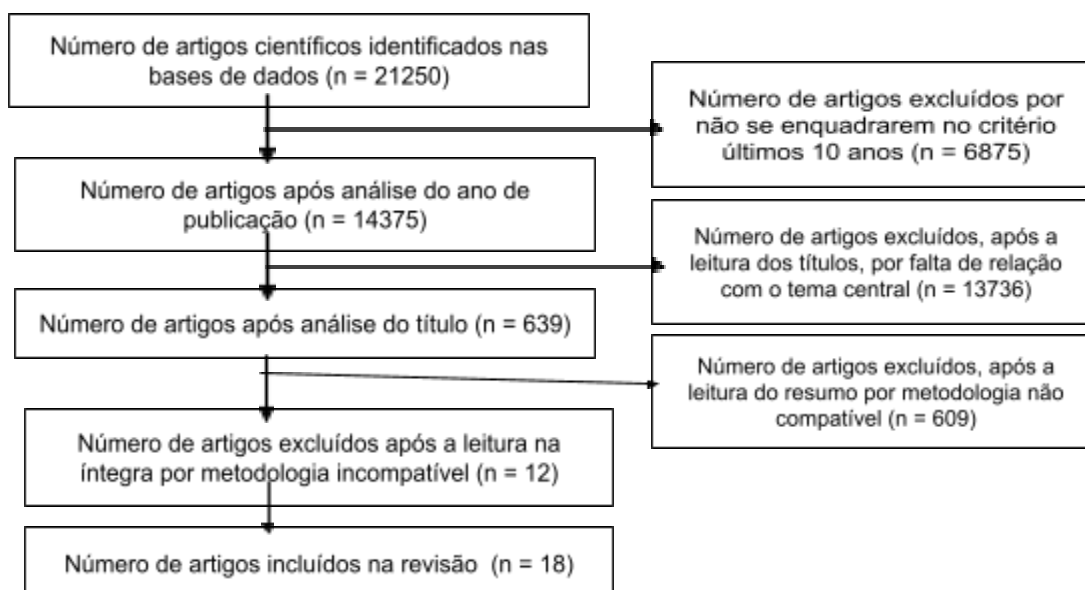 Número de artigos científicos identificados nas
bases de dados (n = 21250)
Número de artigos excluídos por
não se enquadrarem no critério
últimos 10 anos (n = 6875)
Número de artigos após análise do ano de
publicação (n = 14375)
Número de artigos excluídos, após a
leitura dos títulos, por falta de relação
com o tema central (n = 13736)
Número de artigos após análise do título (n = 639)
Número de artigos excluídos, após a
leitura do resumo por metodologia não
compatível (n = 609)
Número de artigos excluídos após a leitura na
íntegra por metodologia incompatível (n = 12)
Número de artigos incluídos na revisão (n = 18)